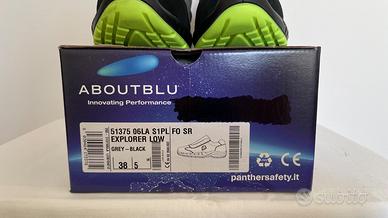 ABOUTBLU
Innovating Performance
51375 06LA S1PL FO SR
EXPLORER LOW
GREY-BLACK
38 5
CE
panthersafety.it
subito